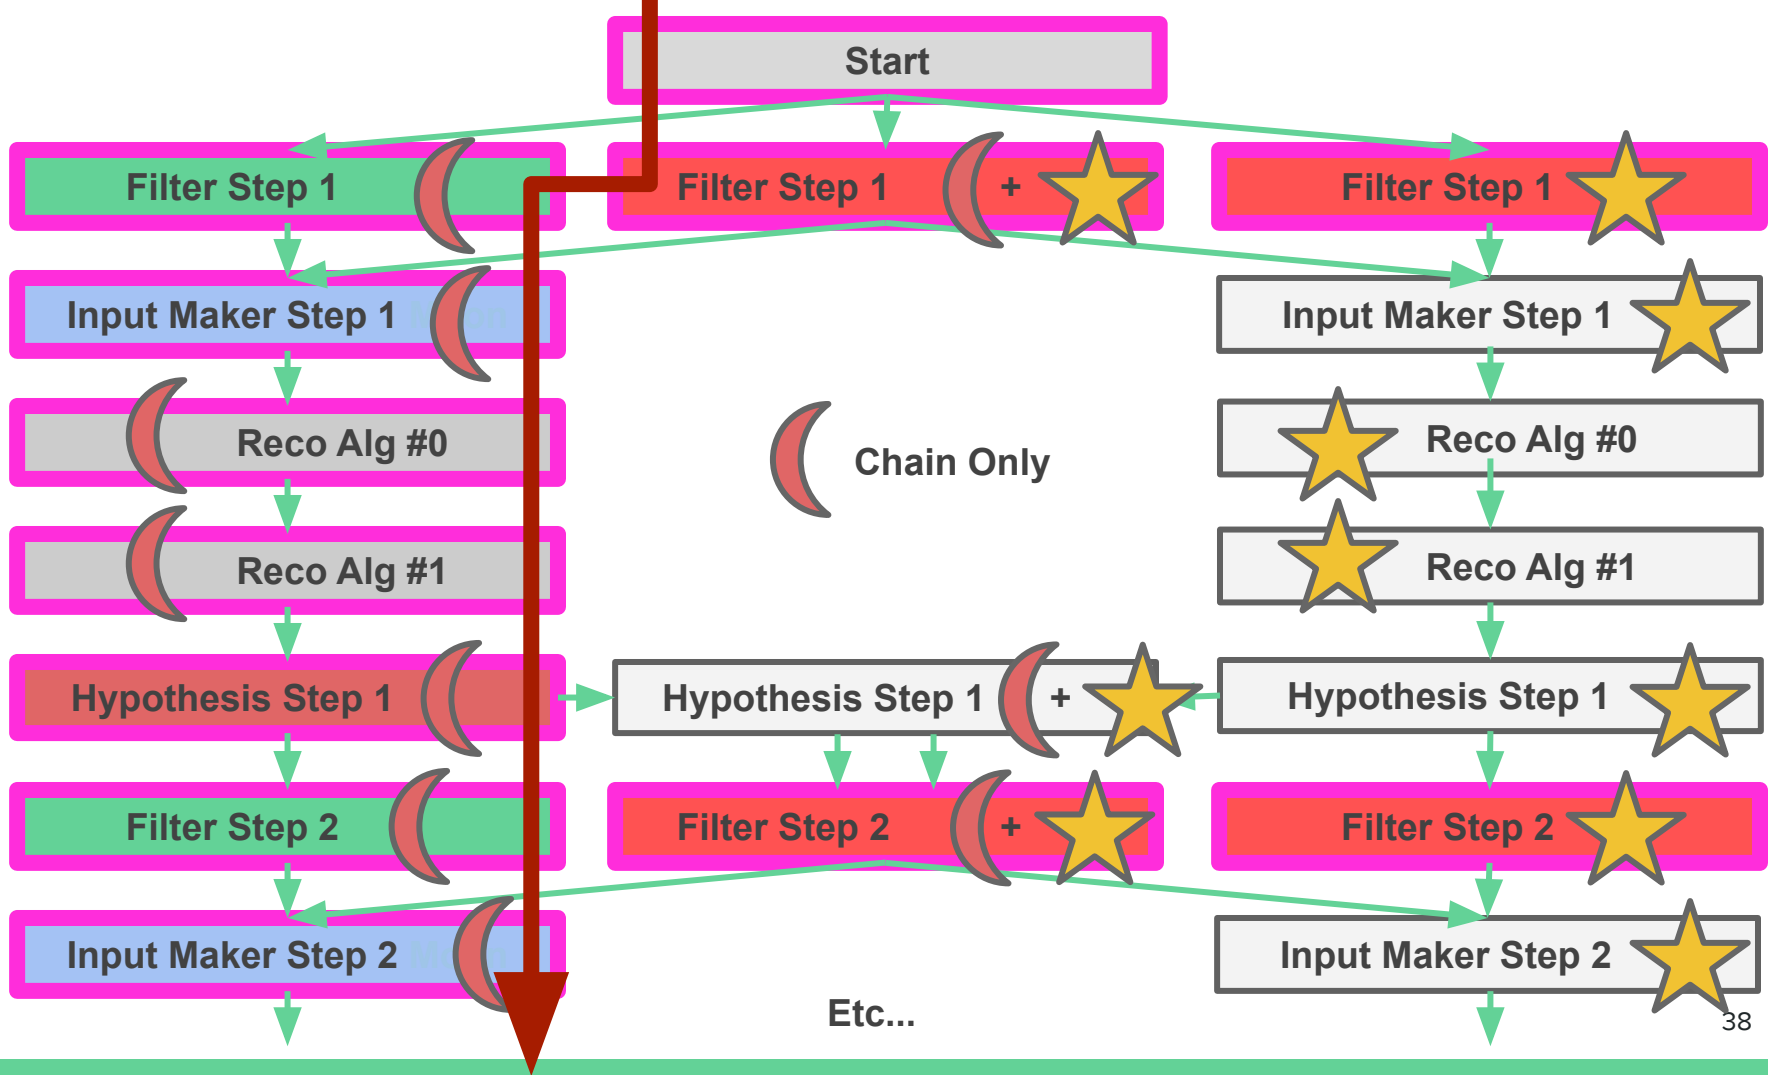 Start
Filter Step 1
Filter Step 1 +
Filter Step 1
Input Maker Step 1
Input Maker Step 1
Reco Alg #0
Chain Only
Reco Alg #0
Reco Alg #1
Reco Alg #1
Hypothesis Step 1
Hypothesis Step 1 +
Hypothesis Step 1
Filter Step 2
Filter Step 2 +
Filter Step 2
Input Maker Step 2
Input Maker Step 2
Etc...
38